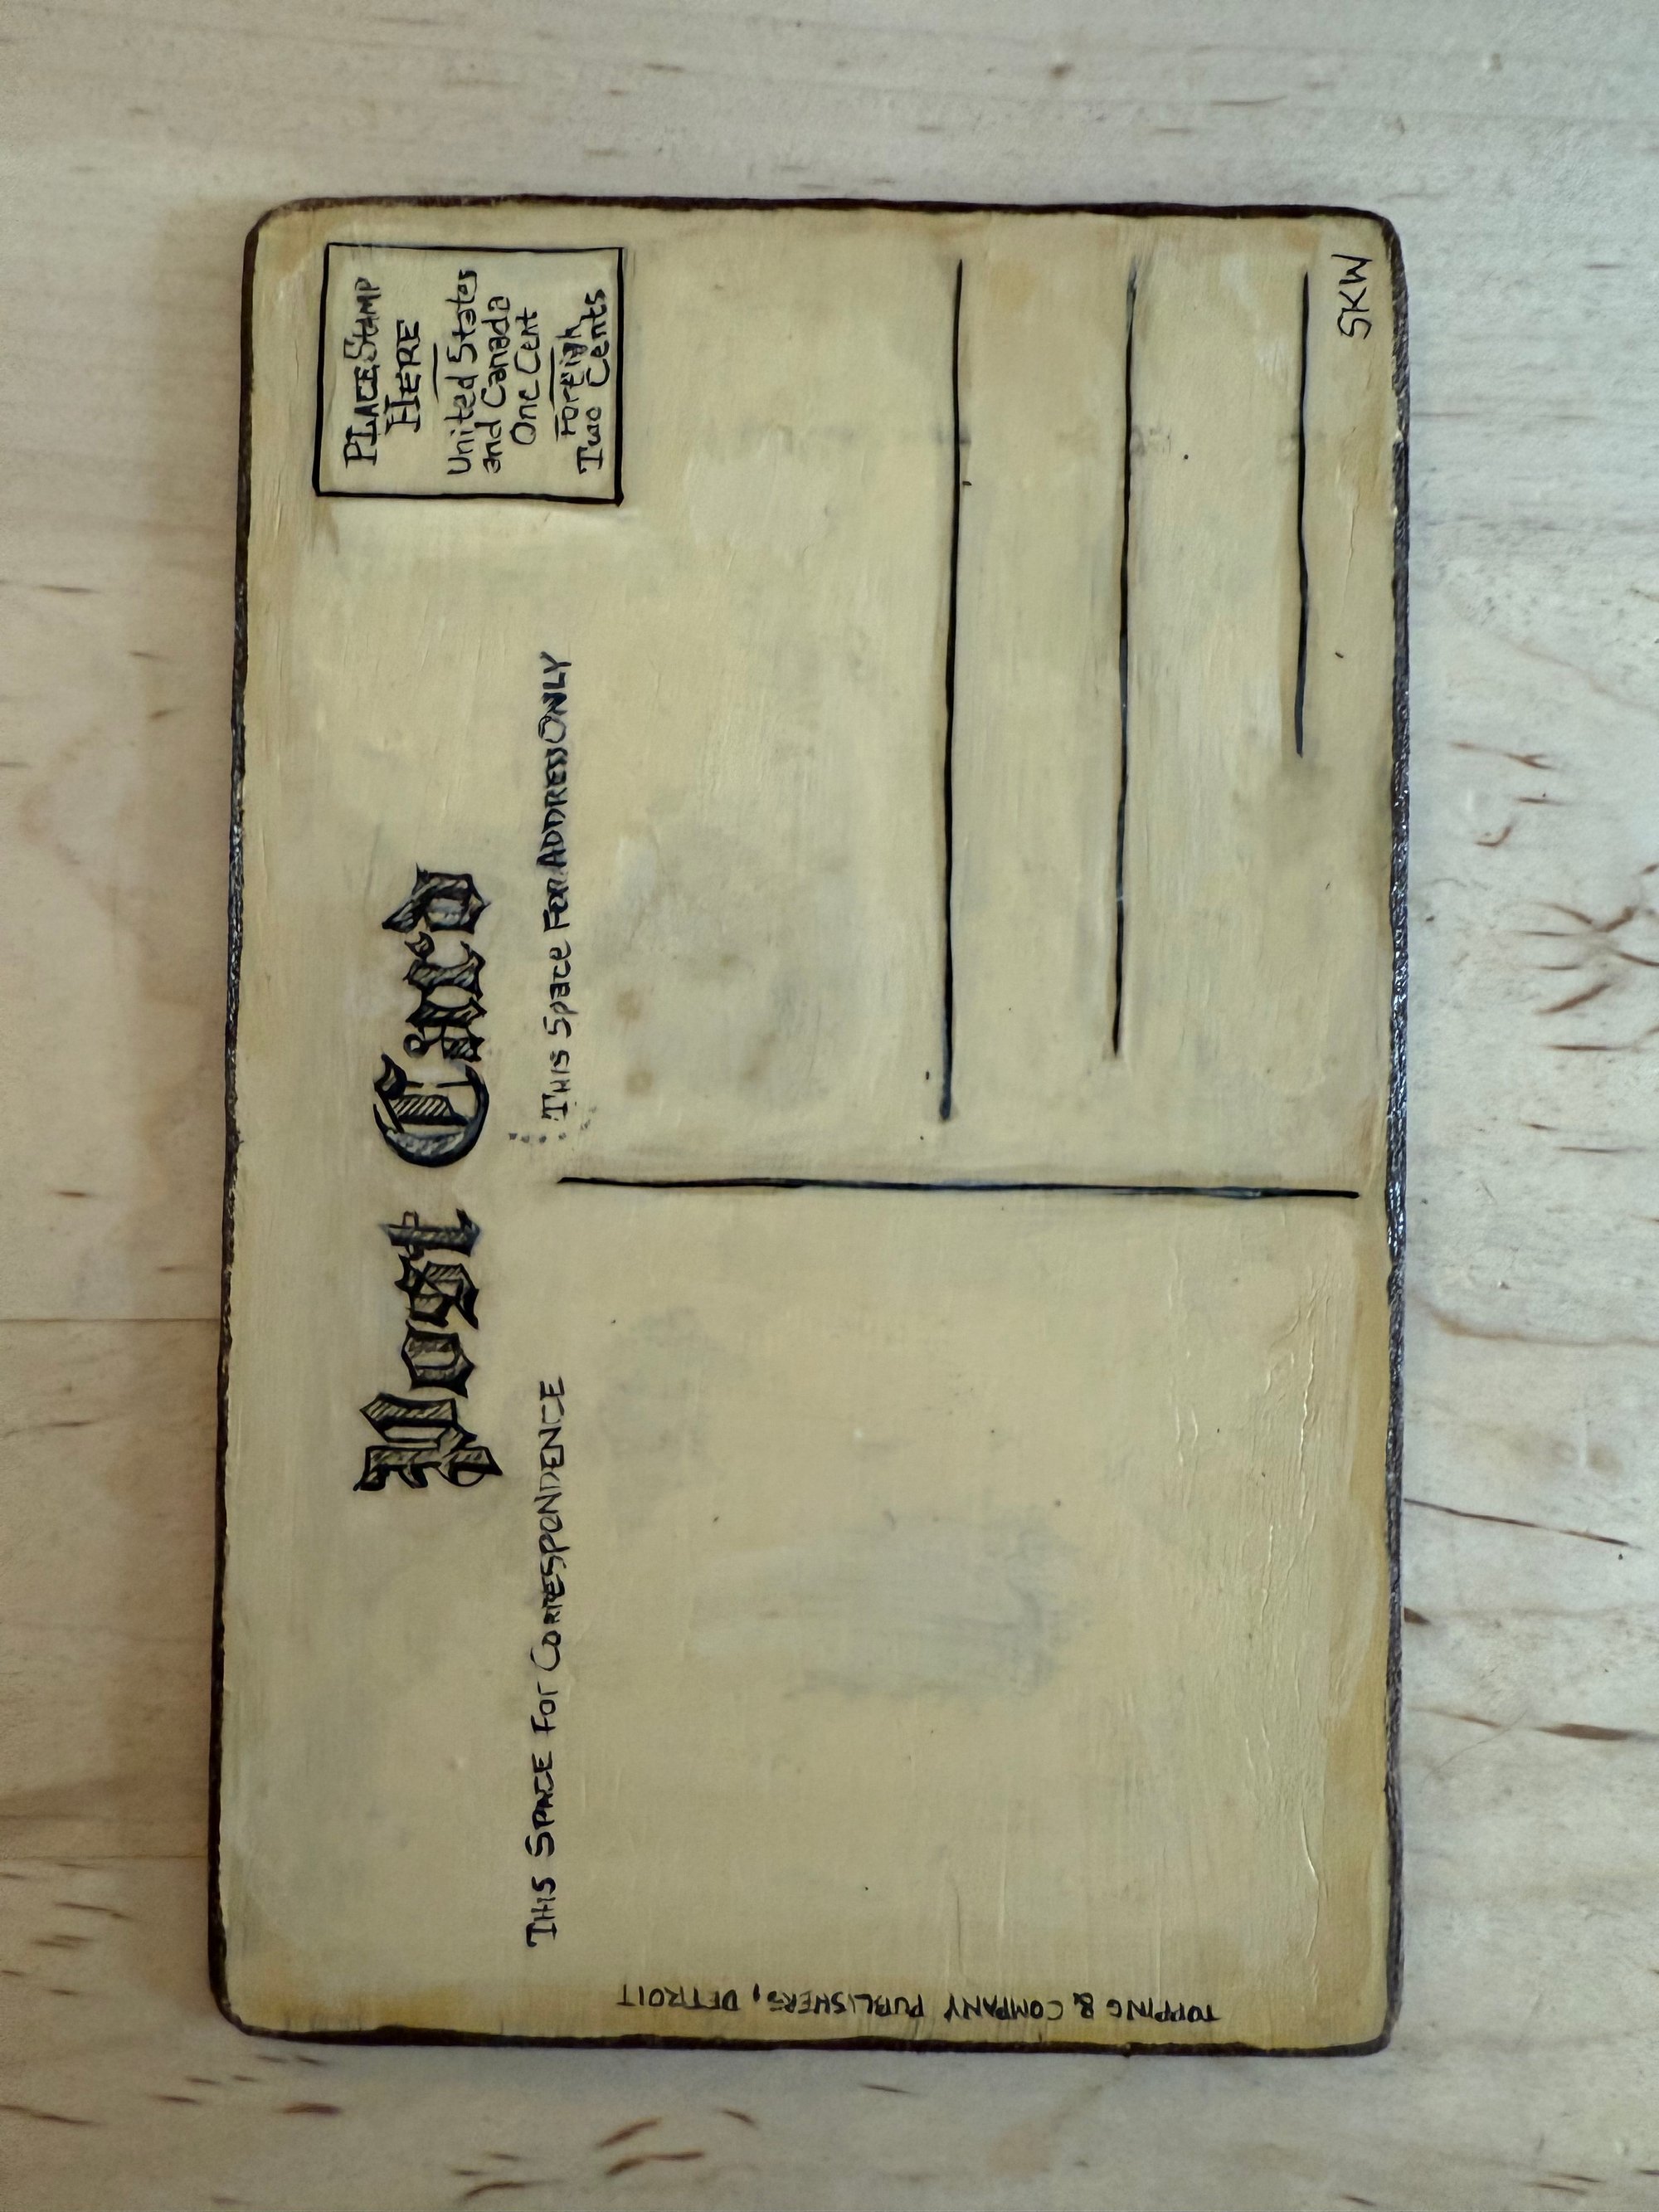 Post Card
PLACE STAMP
HERE
United States
and Canada
One Cent
Foreign
Two Cents
THIS SPACE FOr CORRESPONDENCE
THIS Space FOR ADDRESS ONLY
TOPPING & COMPANY PUBLISHERS, DETROIT
SKW